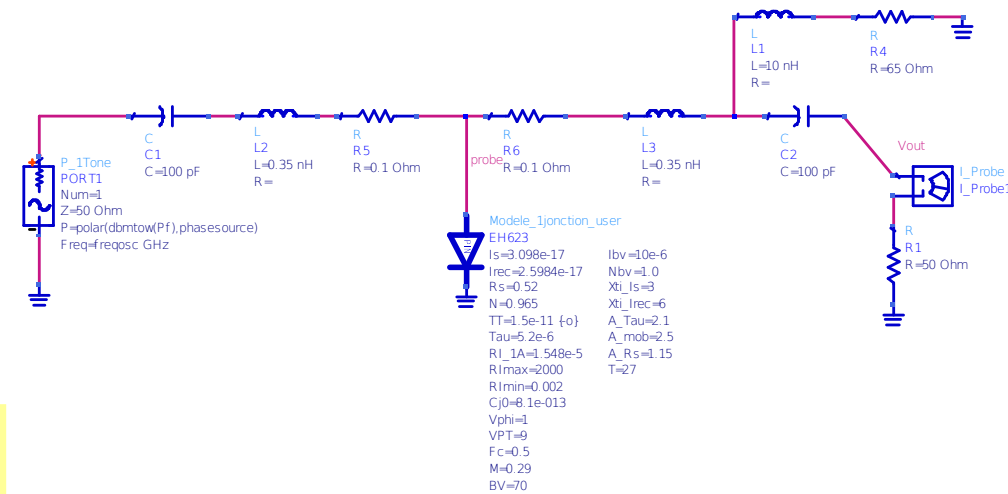 L
L1
L=10 nH
R=
R
R4
R=65 Ohm
C
C1
C=100 pF
L
L2
L=0.35 nH
R=
R
R5
R=0.1 Ohm
probe
R
R6
R=0.1 Ohm
L
L3
L=0.35 nH
R=
C
C2
C=100 pF
Vout
I_Probe
I_Probe1
P_1Tone
PORT1
Num=1
Z=50 Ohm
P=polar(dbmtow(Pf),phasesource)
Freq=freqosc GHz
R
R1
R=50 Ohm
PIN
Modele_1jonction_user
EH623
Is=3.098e-17
Irec=2.5984e-17
Rs=0.52
N=0.965
TT=1.5e-11 {-o}
Tau=5.2e-6
RI_1A=1.548e-5
RImax=2000
RImin=0.002
Cj0=8.1e-013
Vphi=1
VPT=9
Fc=0.5
M=0.29
BV=70
Ibv=10e-6
Nbv=1.0
Xti_Is=3
Xti_Irec=6
A_Tau=2.1
A_mob=2.5
A_Rs=1.15
T=27